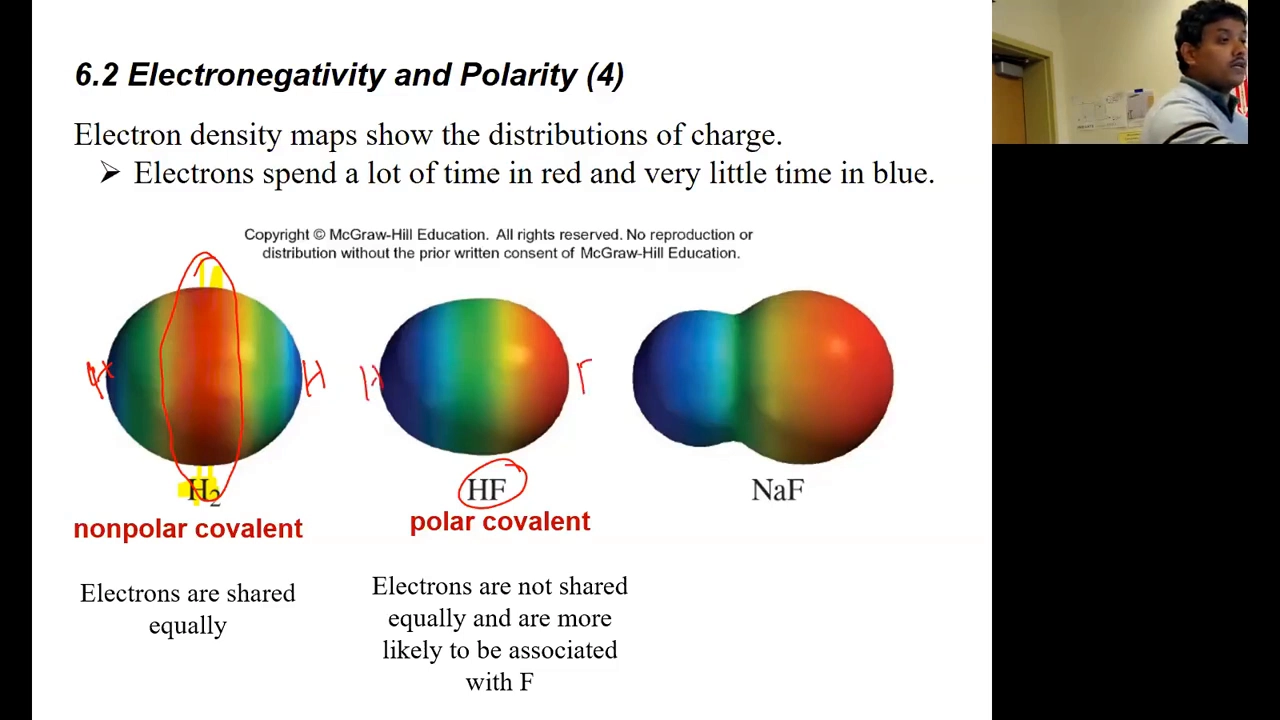 6.2 Electronegativity and Polarity (4)
Electron density maps show the distributions of charge.
➤ Electrons spend a lot of time in red and very little time in blue.
Copyright © McGraw-Hill Education. All rights reserved. No reproduction or
distribution without the prior written consent of McGraw-Hill Education.
H H H
H₂ HF NaF
nonpolar covalent polar covalent
Electrons are shared
equally
Electrons are not shared
equally and are more
likely to be associated
with F